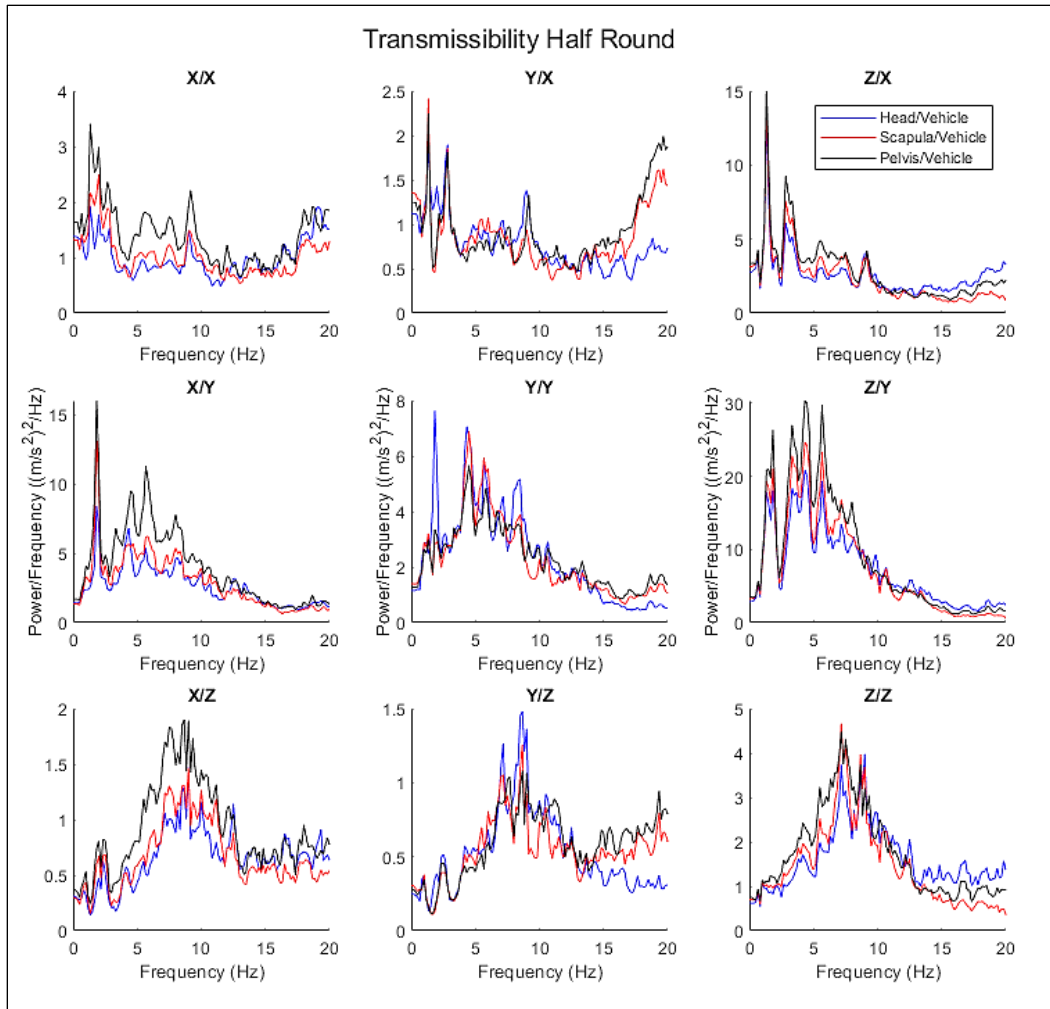 Transmissibility Half Round
X/X
Y/X
Z/X
4
3
2
1
0
2.5
2
1.5
1
0.5
0
15
10
5
0
Head/Vehicle
Scapula/Vehicle
Pelvis/Vehicle
0 5 10 15 20
0 5 10 15 20
0 5 10 15 20
Frequency (Hz)
Frequency (Hz)
Frequency (Hz)
X/Y
Y/Y
Z/Y
Power/Frequency ((m/s²)²/Hz)
15
10
5
0
Power/Frequency ((m/s²)²/Hz)
8
6
4
2
0
Power/Frequency ((m/s²)²/Hz)
30
20
10
0
0 5 10 15 20
0 5 10 15 20
0 5 10 15 20
Frequency (Hz)
Frequency (Hz)
Frequency (Hz)
X/Z
Y/Z
Z/Z
2
1.5
1
0.5
0
1.5
1
0.5
0
5
4
3
2
1
0
0 5 10 15 20
0 5 10 15 20
0 5 10 15 20
Frequency (Hz)
Frequency (Hz)
Frequency (Hz)